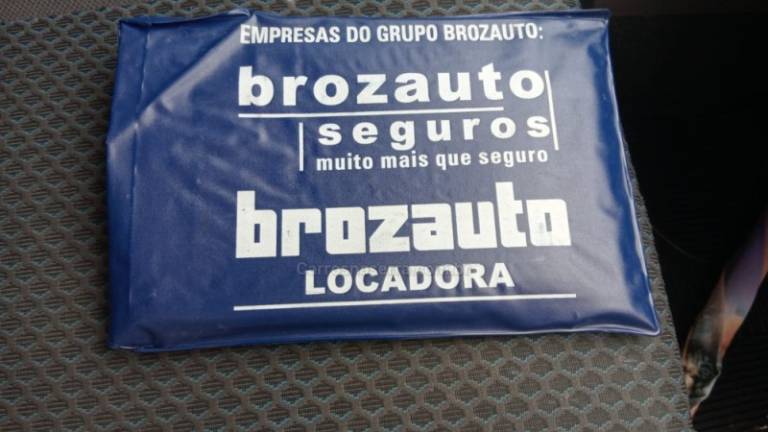 EMPRESAS DO GRUPO BROZAUTO:
brozauto
seguros
muito mais que seguro
brozauto
LOCADORA